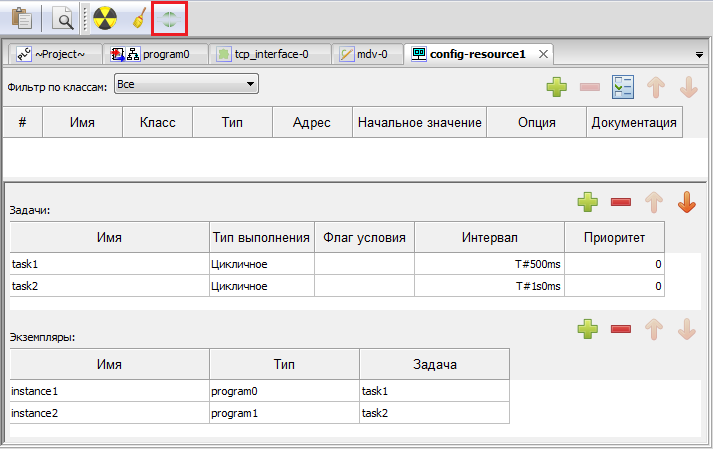 ~Project~ program0 tcp_interface-0 mdv-0 config-resource1
Фильтр по классам: Все
# Имя Класс Тип Адрес Начальное значение Опция Документация
Задачи:
Имя Тип выполнения Флаг условия Интервал Приоритет
task1 Цикличное T#500ms 0
task2 Цикличное T#1s0ms 0
Экземпляры:
Имя Тип Задача
instance1 program0 task1
instance2 program1 task2